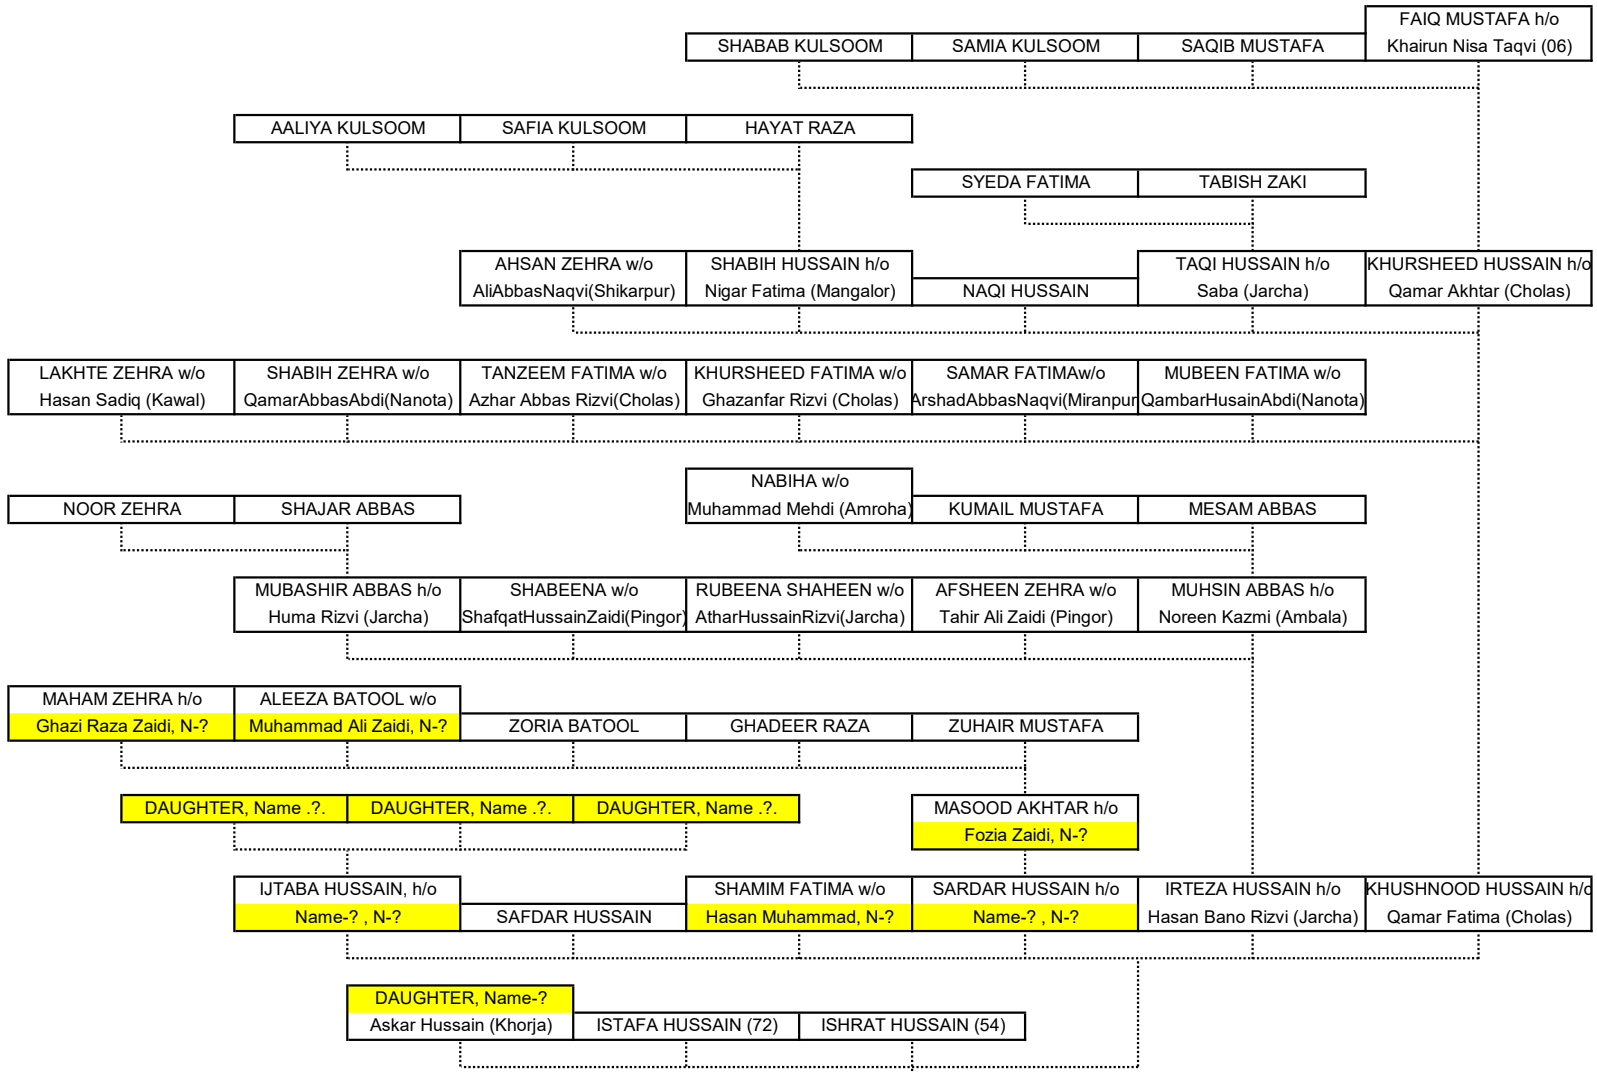 FAIQ MUSTAFA h/o
Khairun Nisa Taqvi (06)
SHABAB KULSOOM
SAMIA KULSOOM
SAQIB MUSTAFA
AALIYA KULSOOM
SAFIA KULSOOM
HAYAT RAZA
SYEDA FATIMA
TABISH ZAKI
AHSAN ZEHRA w/o
AliAbbasNaqvi(Shikarpur)
SHABIH HUSSAIN h/o
Nigar Fatima (Mangalor)
NAQI HUSSAIN
TAQI HUSSAIN h/o
Saba (Jarcha)
KHURSHEED HUSSAIN h/o
Qamar Akhtar (Cholas)
LAKHTE ZEHRA w/o
Hasan Sadiq (Kawal)
SHABIH ZEHRA w/o
QamarAbbasAbdi(Nanota)
TANZEEM FATIMA w/o
Azhar Abbas Rizvi(Cholas)
KHURSHEED FATIMA w/o
Ghazanfar Rizvi (Cholas)
SAMAR FATIMAw/o
ArshadAbbasNaqvi(Miranpur
MUBEEN FATIMA w/o
QambarHusainAbdi(Nanota)
NOOR ZEHRA
SHAJAR ABBAS
NABIHA w/o
Muhammad Mehdi (Amroha)
KUMAIL MUSTAFA
MESAM ABBAS
MUBASHIR ABBAS h/o
Huma Rizvi (Jarcha)
SHABEENA w/o
ShafqatHussainZaidi(Pingor)
RUBEENA SHAHEEN w/o
AtharHussainRizvi(Jarcha)
AFSHEEN ZEHRA w/o
Tahir Ali Zaidi (Pingor)
MUHSIN ABBAS h/o
Noreen Kazmi (Ambala)
MAHAM ZEHRA h/o
Ghazi Raza Zaidi, N-?
ALEEZA BATOOL w/o
Muhammad Ali Zaidi, N-?
ZORIA BATOOL
GHADEER RAZA
ZUHAIR MUSTAFA
DAUGHTER, Name .?.
DAUGHTER, Name .?.
DAUGHTER, Name .?.
MASOOD AKHTAR h/o
Fozia Zaidi, N-?
IJTABA HUSSAIN, h/o
Name-? , N-?
SAFDAR HUSSAIN
SHAMIM FATIMA w/o
Hasan Muhammad, N-?
SARDAR HUSSAIN h/o
Name-? , N-?
IRTEZA HUSSAIN h/o
Hasan Bano Rizvi (Jarcha)
KHUSHNOOD HUSSAIN h/o
Qamar Fatima (Cholas)
DAUGHTER, Name-?
Askar Hussain (Khorja)
ISTAFA HUSSAIN (72)
ISHRAT HUSSAIN (54)